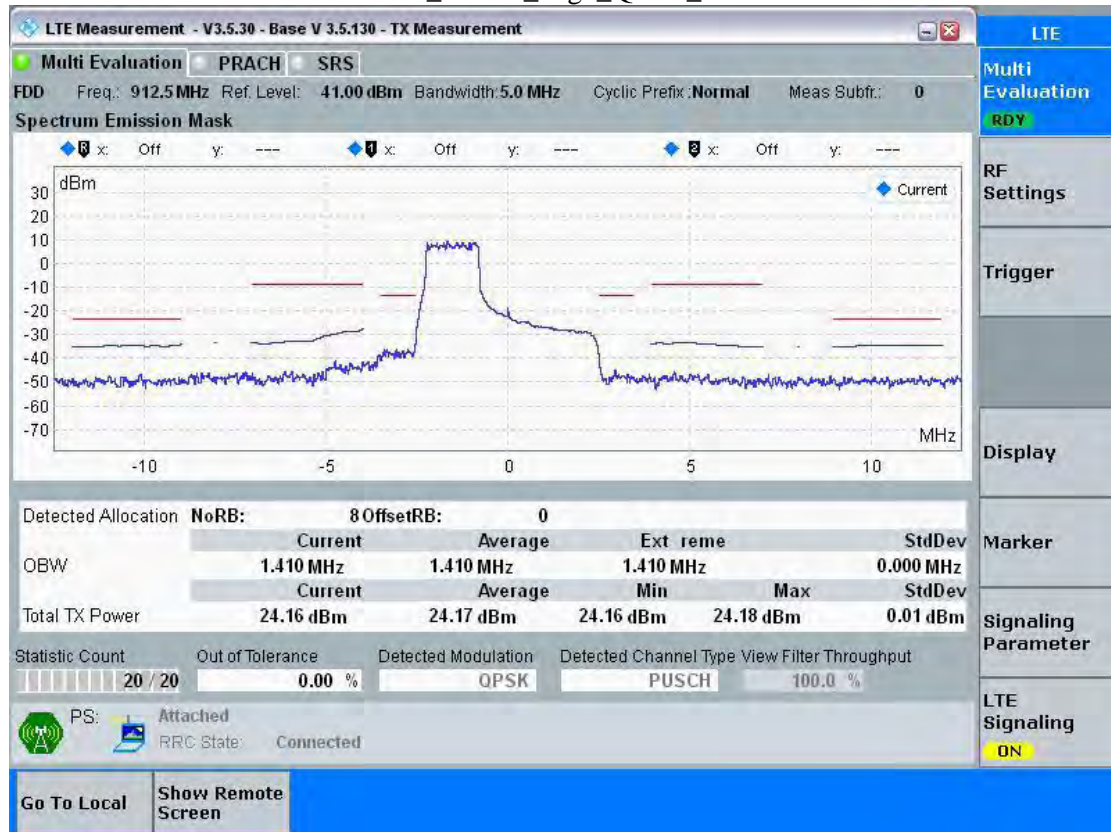 LTE Measurement - V3.5.30 - Base V 3.5.130 - TX Measurement
LTE
Multi Evaluation PRACH SRS
FDD Freq.: 912.5 MHz Ref. Level: 41.00 dBm Bandwidth: 5.0 MHz Cyclic Prefix : Normal Meas Subfr.: 0
Spectrum Emission Mask
R x: Off y: --- 1 x: Off y: --- 2 x: Off y: ---
dBm
Current
30
20
10
0
-10
-20
-30
-40
-50
-60
-70
MHz
-10 -5 0 5 10
Detected Allocation NoRB: 8 OffsetRB: 0
Current Average Ext reme StdDev
OBW 1.410 MHz 1.410 MHz 1.410 MHz 0.000 MHz
Current Average Min Max StdDev
Total TX Power 24.16 dBm 24.17 dBm 24.16 dBm 24.18 dBm 0.01 dBm
Statistic Count Out of Tolerance Detected Modulation Detected Channel Type View Filter Throughput
20 / 20 0.00 % QPSK PUSCH 100.0 %
PS: Attached
RRC State: Connected
Multi
Evaluation
RDY
RF
Settings
Trigger
Display
Marker
Signaling
Parameter
LTE
Signaling
ON
Go To Local
Show Remote
Screen